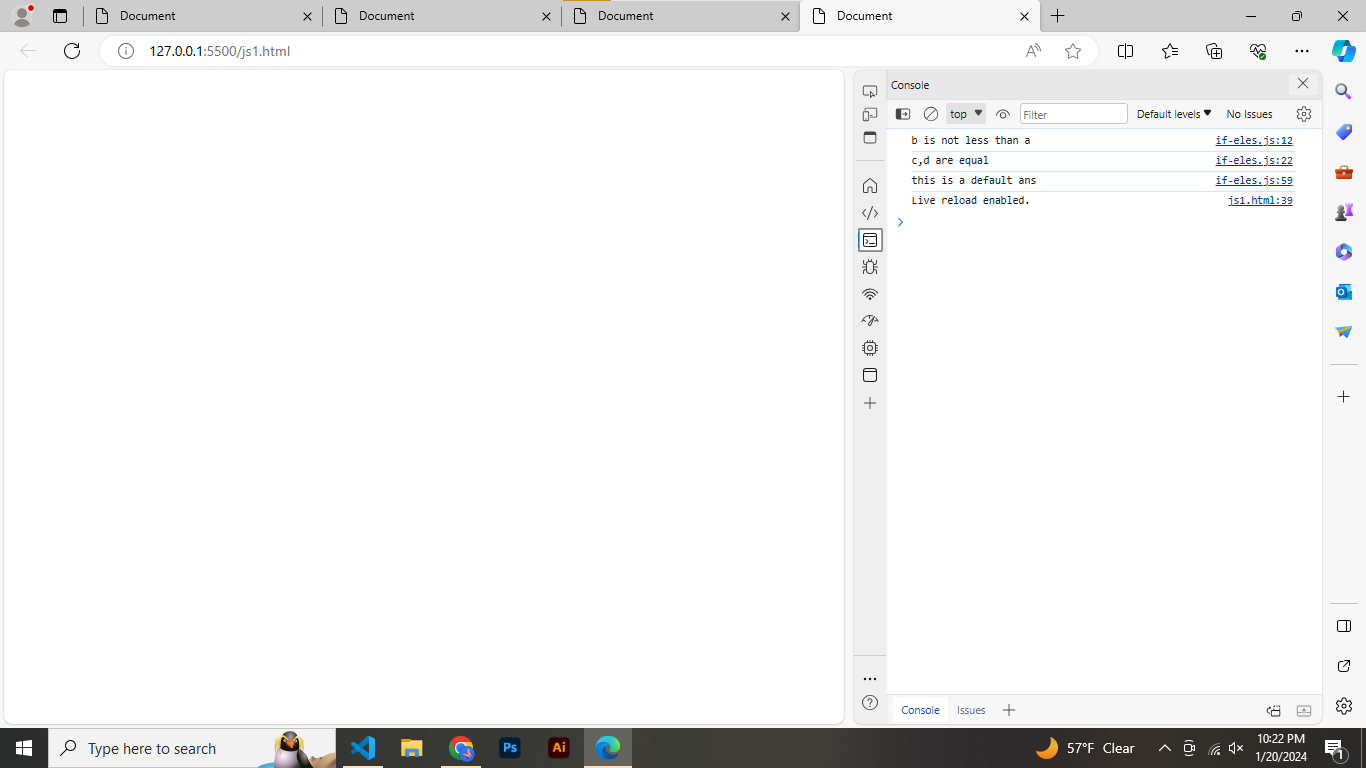 Document
Document
Document
Document
127.0.0.1:5500/js1.html
Console
top
Filter
Default levels
No Issues
b is not less than a if-eles.js:12
c,d are equal if-eles.js:22
this is a default ans if-eles.js:59
Live reload enabled. js1.html:39
Console
Issues
Type here to search
Ps
Ai
57°F Clear
10:22 PM
1/20/2024
1